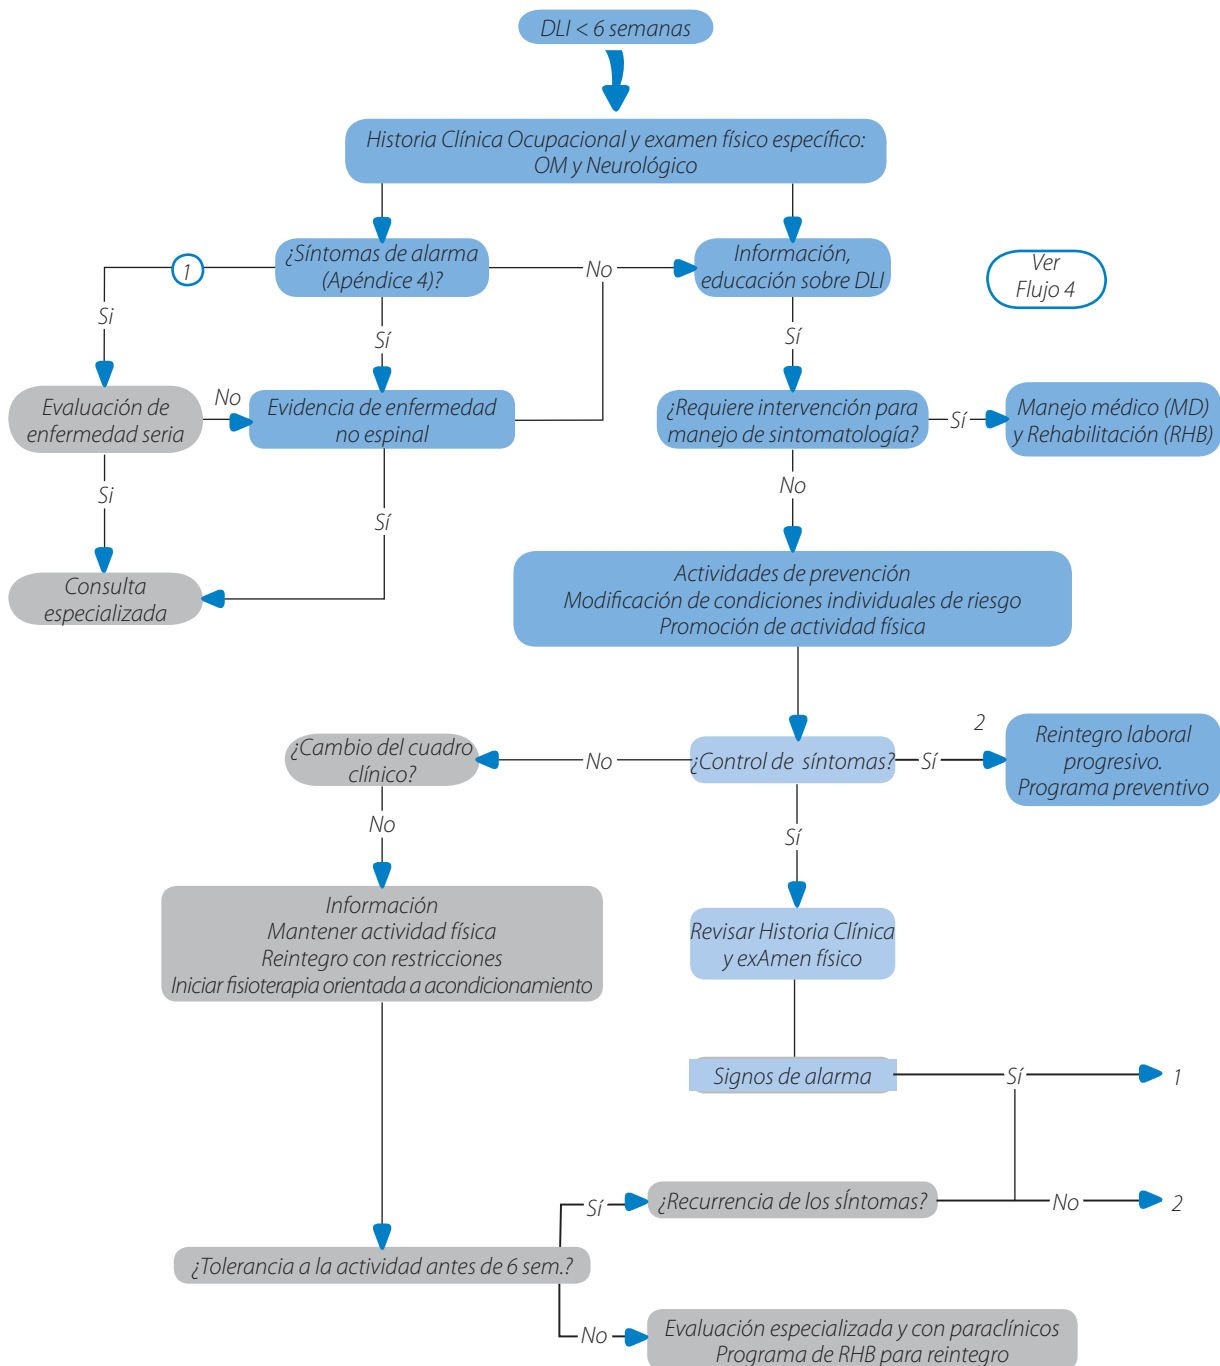 DLI < 6 semanas
Historia Clínica Ocupacional y examen físico específico:
OM y Neurológico
¿Síntomas de alarma
(Apéndice 4)?
1
No
Información,
educación sobre DLI
Ver
Flujo 4
Si
Sí
Sí
Evaluación de
enfermedad seria
No
Evidencia de enfermedad
no espinal
¿Requiere intervención para
manejo de sintomatología?
Sí
Manejo médico (MD)
y Rehabilitación (RHB)
Si
Sí
No
Consulta
especializada
Actividades de prevención
Modificación de condiciones individuales de riesgo
Promoción de actividad física
¿Cambio del cuadro
clínico?
No
¿Control de síntomas?
Sí
2
Reintegro laboral
progresivo.
Programa preventivo
No
Sí
Información
Mantener actividad física
Reintegro con restricciones
Iniciar fisioterapia orientada a acondicionamiento
Revisar Historia Clínica
y exAmen físico
Signos de alarma
Sí
1
Sí
¿Recurrencia de los sÍntomas?
No
2
¿Tolerancia a la actividad antes de 6 sem.?
No
Evaluación especializada y con paraclínicos
Programa de RHB para reintegro